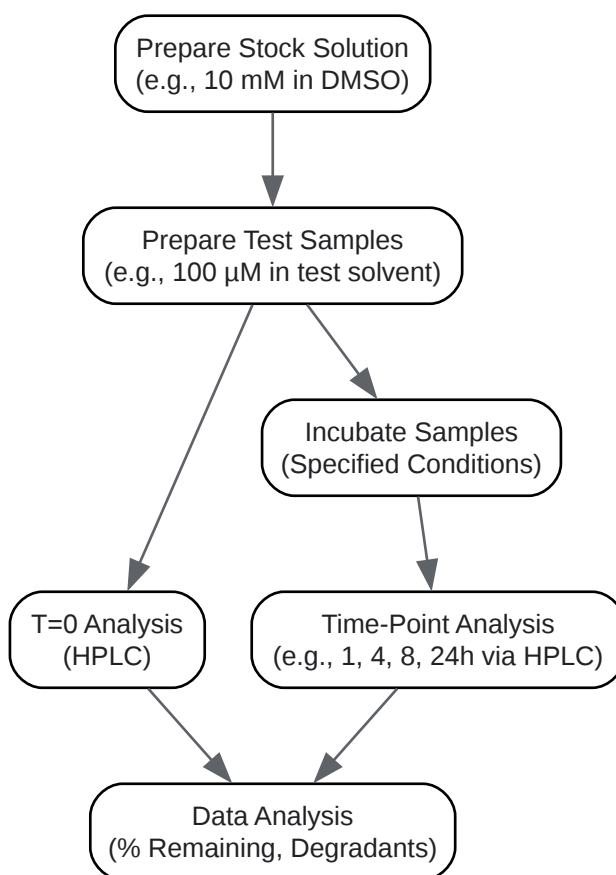 Prepare Stock Solution
(e.g., 10 mM in DMSO)
Prepare Test Samples
(e.g., 100 µM in test solvent)
Incubate Samples
(Specified Conditions)
T=0 Analysis
(HPLC)
Time-Point Analysis
(e.g., 1, 4, 8, 24h via HPLC)
Data Analysis
(% Remaining, Degradants)